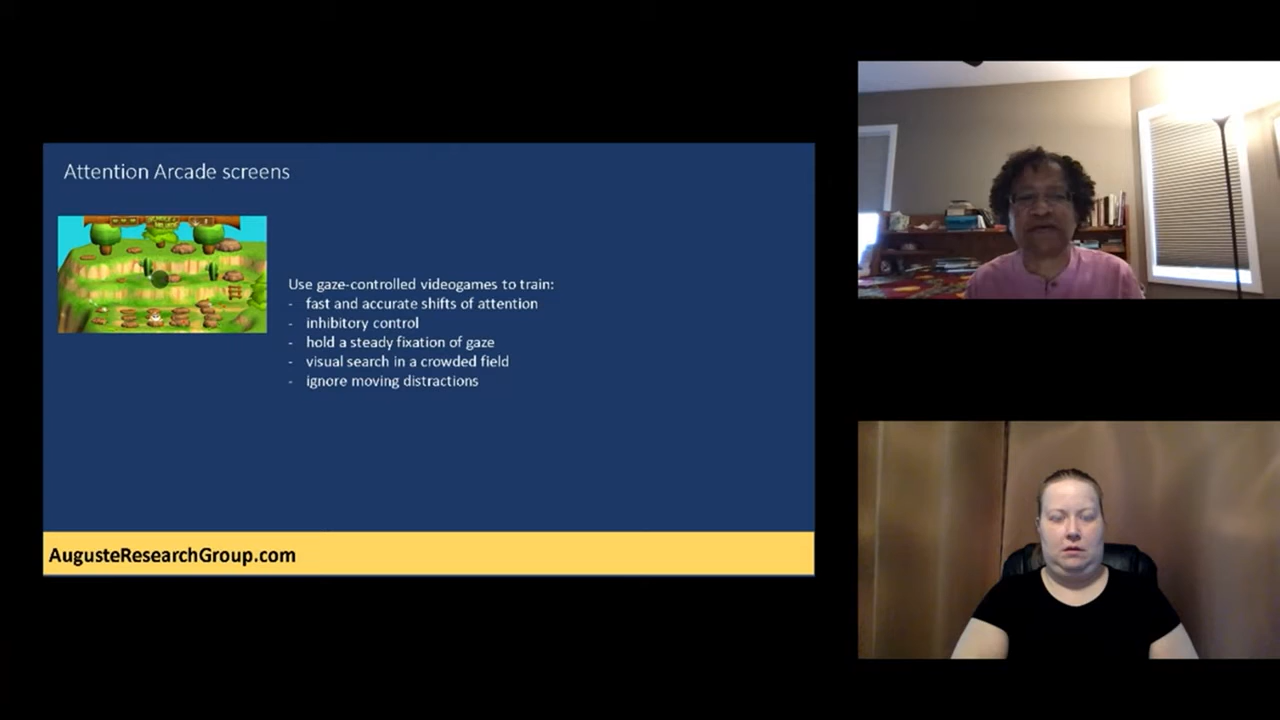 Attention Arcade screens
Use gaze-controlled videogames to train:
- fast and accurate shifts of attention
- inhibitory control
- hold a steady fixation of gaze
- visual search in a crowded field
- ignore moving distractions
AugusteResearchGroup.com